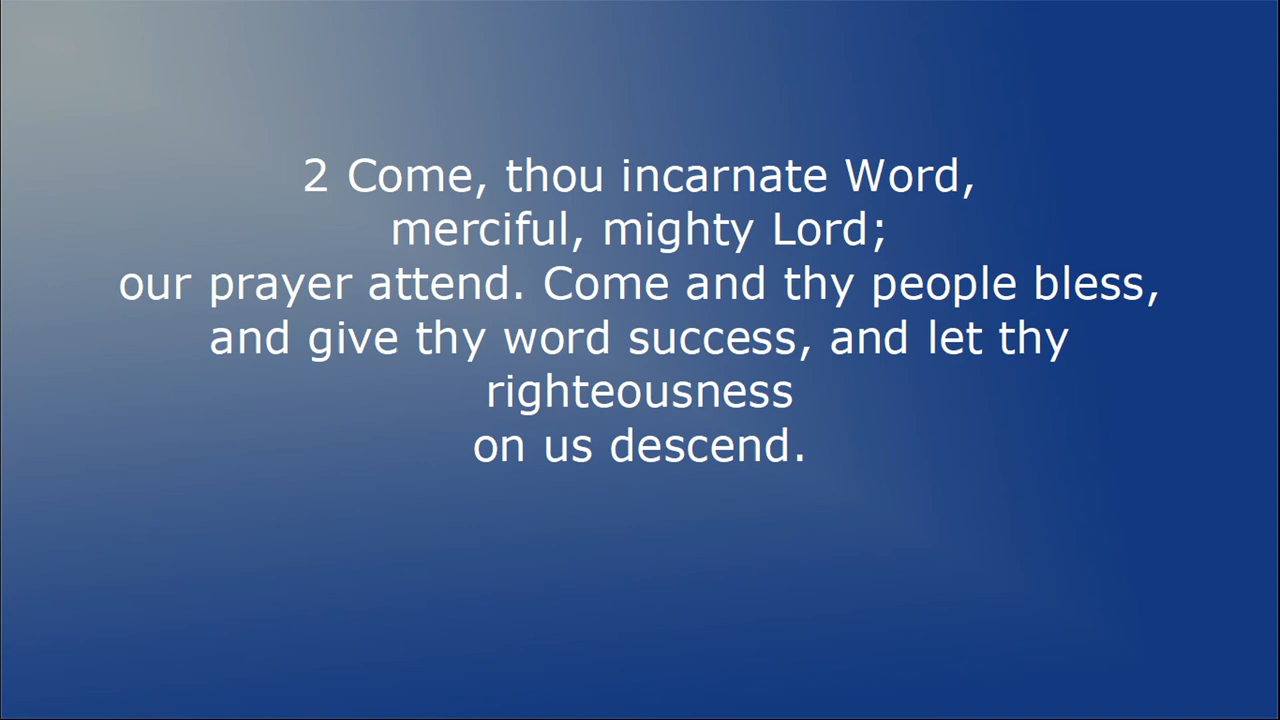 2 Come, thou incarnate Word,
merciful, mighty Lord;
our prayer attend. Come and thy people bless,
and give thy word success, and let thy
righteousness
on us descend.